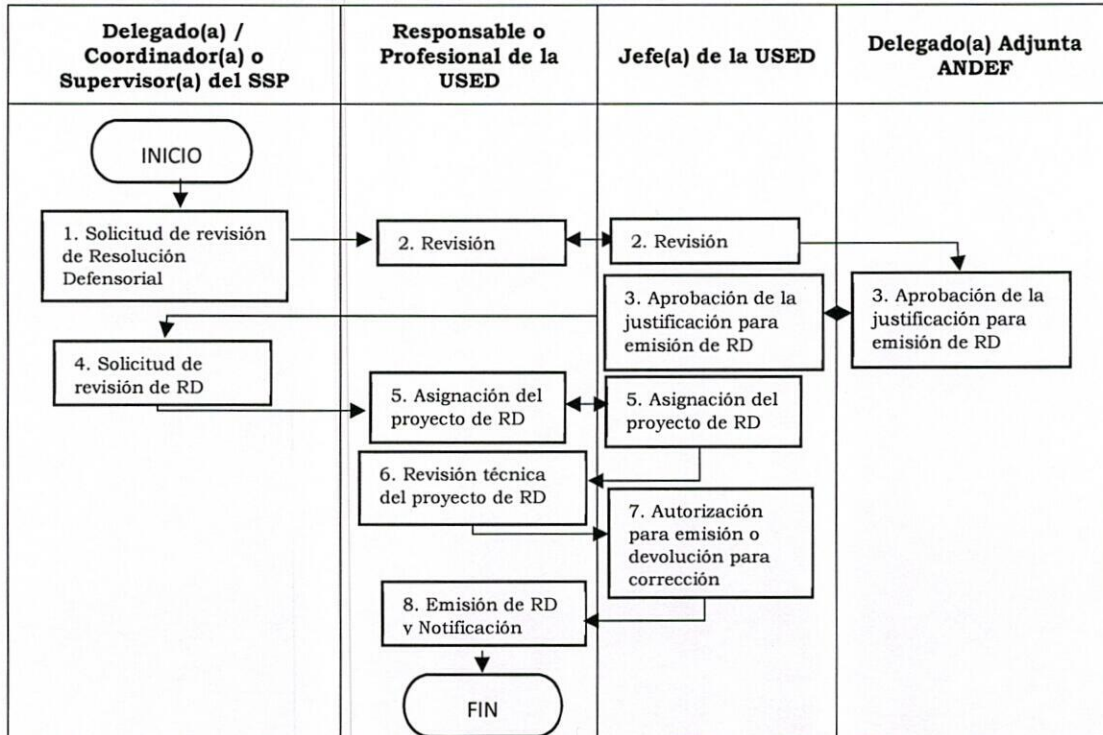 Delegado(a) /
Coordinador(a) o
Supervisor(a) del SSP
Responsable o
Profesional de la
USED
Jefe(a) de la USED
Delegado(a) Adjunta
ANDEF
INICIO
1. Solicitud de revisión
de Resolución
Defensorial
2. Revisión
2. Revisión
3. Aprobación de la
justificación para
emisión de RD
3. Aprobación de la
justificación para
emisión de RD
4. Solicitud de
revisión de RD
5. Asignación del
proyecto de RD
5. Asignación del
proyecto de RD
6. Revisión técnica
del proyecto de RD
7. Autorización
para emisión o
devolución para
corrección
8. Emisión de RD
y Notificación
FIN